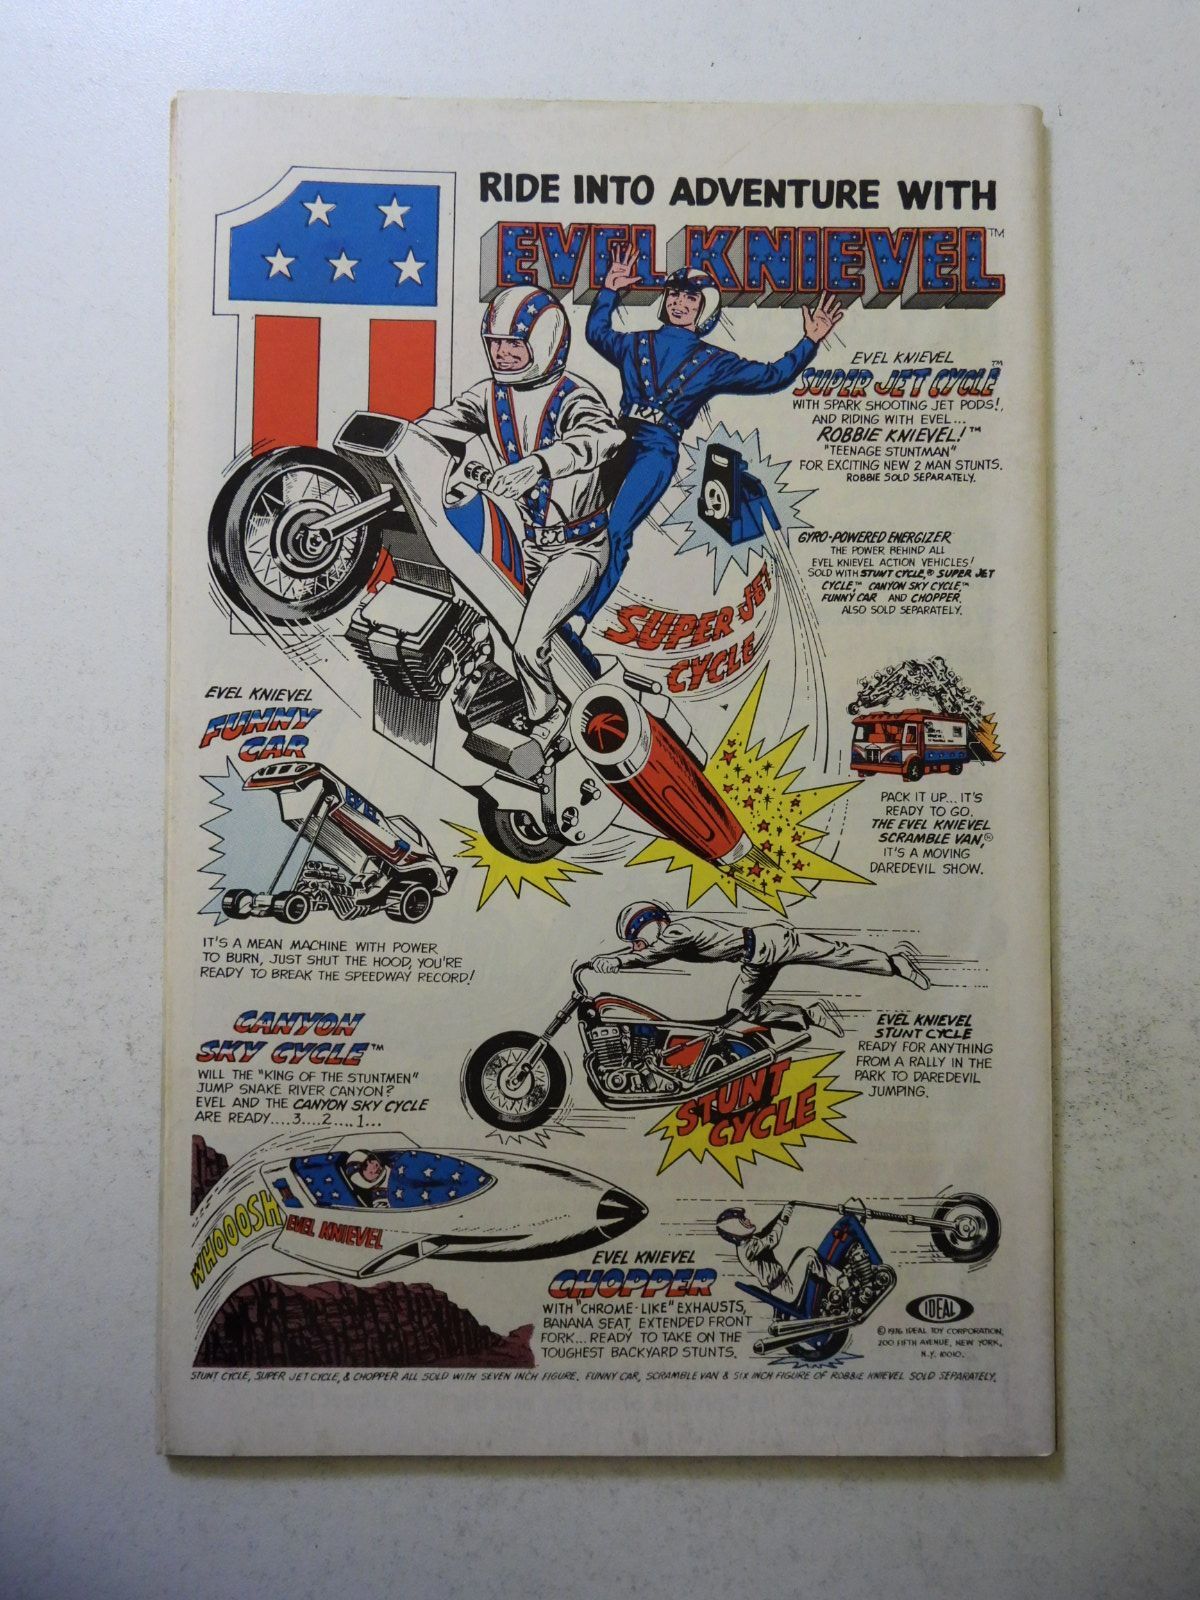 RIDE INTO ADVENTURE WITH
EVEL KNIEVEL™
EVEL KNIEVEL
SUPER JET CYCLE™
WITH SPARK SHOOTING JET PODS!,
AND RIDING WITH EVEL...
ROBBIE KNIEVEL!™
"TEENAGE STUNTMAN"
FOR EXCITING NEW 2 MAN STUNTS.
ROBBIE SOLD SEPARATELY.
GYRO-POWERED ENERGIZER
THE POWER BEHIND ALL
EVEL KNIEVEL ACTION VEHICLES!
SOLD WITH STUNT CYCLE,® SUPER JET
CYCLE,™ CANYON SKY CYCLE,™
FUNNY CAR AND CHOPPER.
ALSO SOLD SEPARATELY.
SUPER JET
CYCLE
EVEL KNIEVEL
FUNNY
CAR
EVEL
IT'S A MEAN MACHINE WITH POWER
TO BURN, JUST SHUT THE HOOD, YOU'RE
READY TO BREAK THE SPEEDWAY RECORD!
PACK IT UP... IT'S
READY TO GO.
THE EVEL KNIEVEL
SCRAMBLE VAN,®
IT'S A MOVING
DAREDEVIL SHOW.
CANYON
SKY CYCLE™
WILL THE "KING OF THE STUNTMEN"
JUMP SNAKE RIVER CANYON?
EVEL AND THE CANYON SKY CYCLE
ARE READY....3...2....1...
EVEL KNIEVEL
STUNT CYCLE
READY FOR ANYTHING
FROM A RALLY IN THE
PARK TO DAREDEVIL
JUMPING.
STUNT
CYCLE
WHOOOSH
EVEL KNIEVEL
EVEL KNIEVEL
CHOPPER
WITH "CHROME-LIKE" EXHAUSTS,
BANANA SEAT, EXTENDED FRONT
FORK... READY TO TAKE ON THE
TOUGHEST BACKYARD STUNTS.
IDEAL
© 1976 IDEAL TOY CORPORATION,
200 FIFTH AVENUE, NEW YORK,
N.Y. 10010.
STUNT CYCLE, SUPER JET CYCLE, & CHOPPER ALL SOLD WITH SEVEN INCH FIGURE. FUNNY CAR, SCRAMBLE VAN & SIX INCH FIGURE OF ROBBIE KNIEVEL SOLD SEPARATELY.